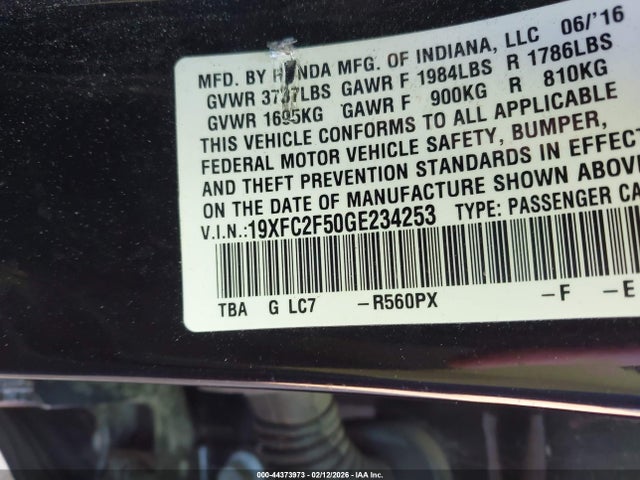 MFD. BY HONDA MFG. OF INDIANA, LLC 06/'16
GVWR LBS GAWR F 1984LBS R 1786LBS
GVWR 1695KG GAWR F 900KG R 810KG
THIS VEHICLE CONFORMS TO ALL APPLICABLE
FEDERAL MOTOR VEHICLE SAFETY, BUMPER,
AND THEFT PREVENTION STANDARDS IN EFFECT
ON THE DATE OF MANUFACTURE SHOWN ABOVE
V.I.N.:19XFC2F50GE234253 TYPE: PASSENGER CA
TBA G LC7 -R560PX -F -E
000-44373973 - 02/12/2026 - IAA Inc.